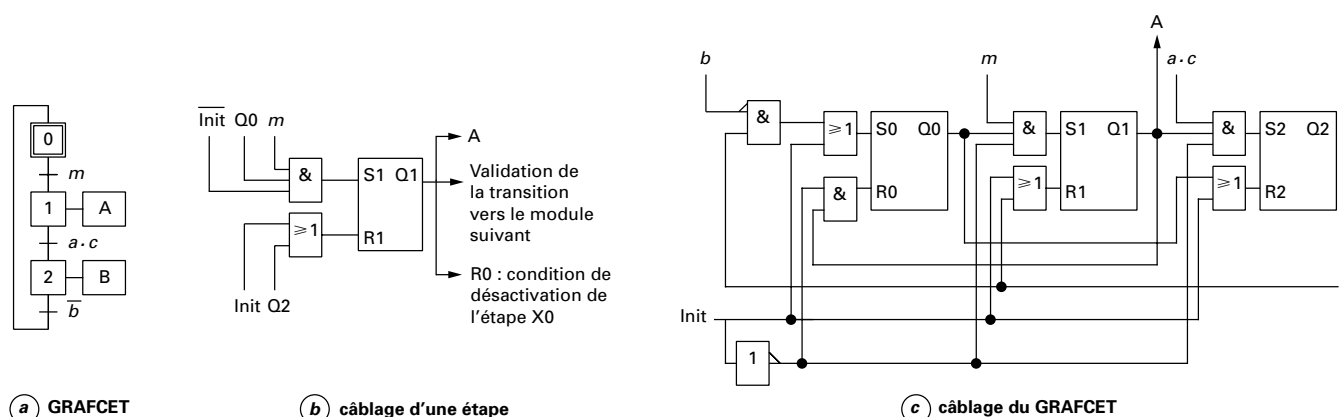 0
m
1
A
a·c
2
B
b
a GRAFCET
Init Q0 m
&
S1 Q1
≥1
R1
Init Q2
A
Validation de
la transition
vers le module
suivant
R0 : condition de
désactivation de
l'étape X0
b câblage d'une étape
A
b
m
a·c
&
≥1
S0 Q0
&
S1 Q1
&
S2 Q2
&
R0
≥1
R1
≥1
R2
Init
1
c câblage du GRAFCET